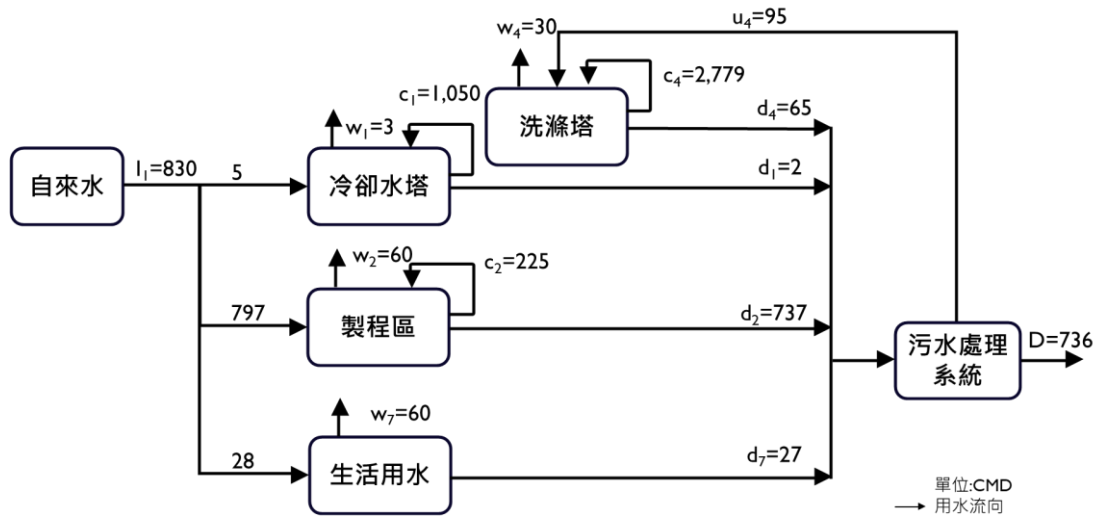 u₄=95
w₄=30
c₄=2,779
c₁=1,050
洗滌塔
d₄=65
w₁=3
自來水
I₁=830
5
冷卻水塔
d₁=2
w₂=60
c₂=225
797
製程區
d₂=737
污水處理
系統
D=736
w₇=60
28
生活用水
d₇=27
單位:CMD
用水流向